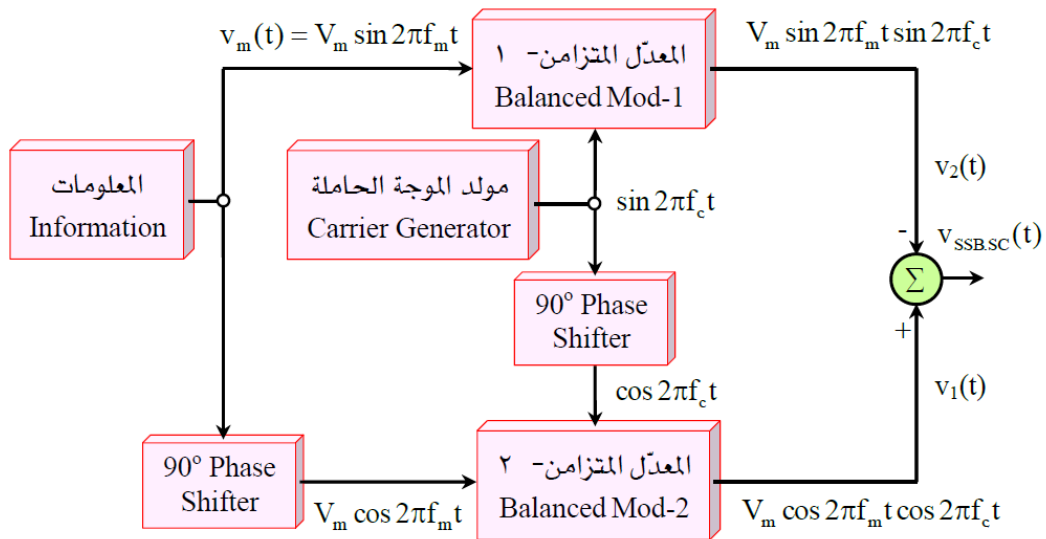 v_m(t) = V_m sin 2πf_m t
المعدّل المتزامن - ١
Balanced Mod-1
V_m sin 2πf_m t sin 2πf_c t
المعلومات
Information
مولد الموجة الحاملة
Carrier Generator
sin 2πf_c t
v_2(t)
-
v_SSB.SC(t)
Σ
+
90° Phase
Shifter
cos 2πf_c t
v_1(t)
90° Phase
Shifter
V_m cos 2πf_m t
المعدّل المتزامن - ٢
Balanced Mod-2
V_m cos 2πf_m t cos 2πf_c t